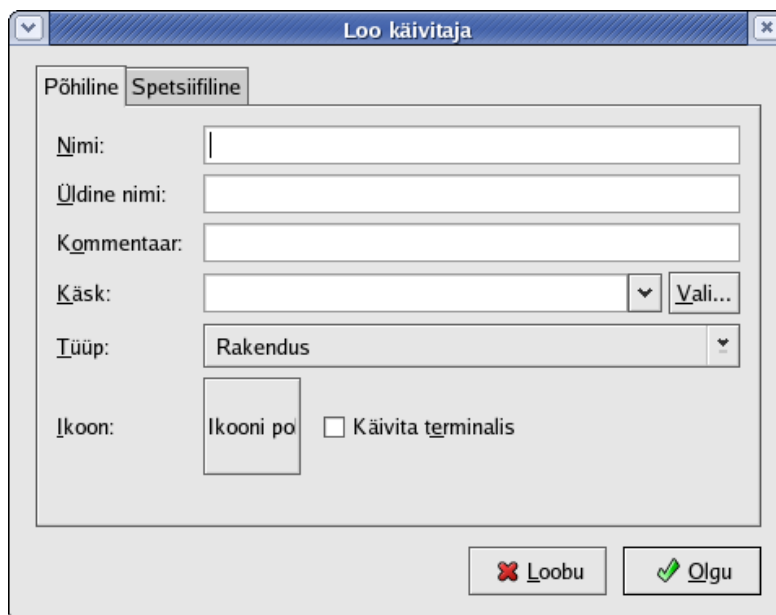 Loo käivitaja
Põhiline Spetsiifiline
Nimi:
Üldine nimi:
Kommentaar:
Käsk: Vali...
Tüüp: Rakendus
Ikoon: Ikooni po Käivita terminalis
Loobu Olgu